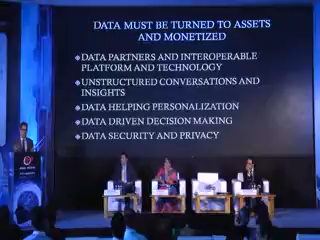 DATA MUST BE TURNED TO ASSETS
AND MONETIZED
DATA PARTNERS AND INTEROPERABLE
PLATFORM AND TECHNOLOGY
UNSTRUCTURED CONVERSATIONS AND
INSIGHTS
DATA HELPING PERSONALIZATION
DATA DRIVEN DECISION MAKING
DATA SECURITY AND PRIVACY